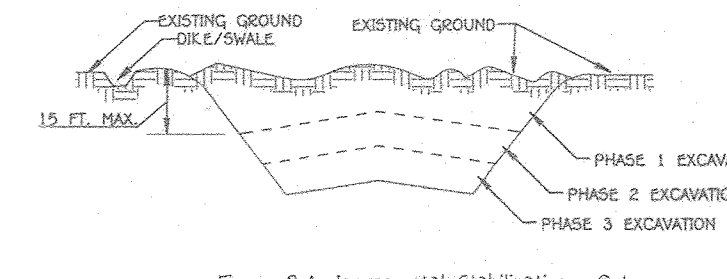 EXISTING GROUND
DIKE/SWALE
EXISTING GROUND
15 FT. MAX.
PHASE 1 EXCAVA
PHASE 2 EXCAVATIO
PHASE 3 EXCAVATION